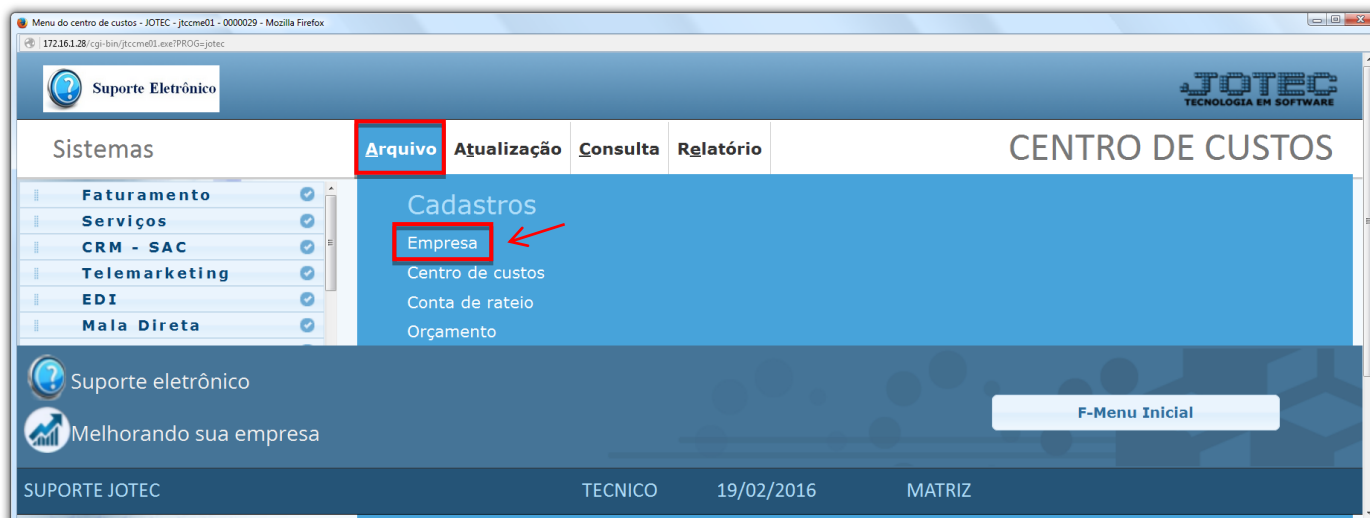 Menu do centro de custos - JOTEC - jtccme01 - 0000029 - Mozilla Firefox
172.16.1.28/cgi-bin/jtccme01.exe?PROG=jotec
Suporte Eletrônico
JOTEC
TECNOLOGIA EM SOFTWARE
Sistemas
Arquivo Atualização Consulta Relatório
CENTRO DE CUSTOS
Faturamento
Serviços
CRM - SAC
Telemarketing
EDI
Mala Direta
Cadastros
Empresa
Centro de custos
Conta de rateio
Orçamento
Suporte eletrônico
Melhorando sua empresa
F-Menu Inicial
SUPORTE JOTEC TECNICO 19/02/2016 MATRIZ